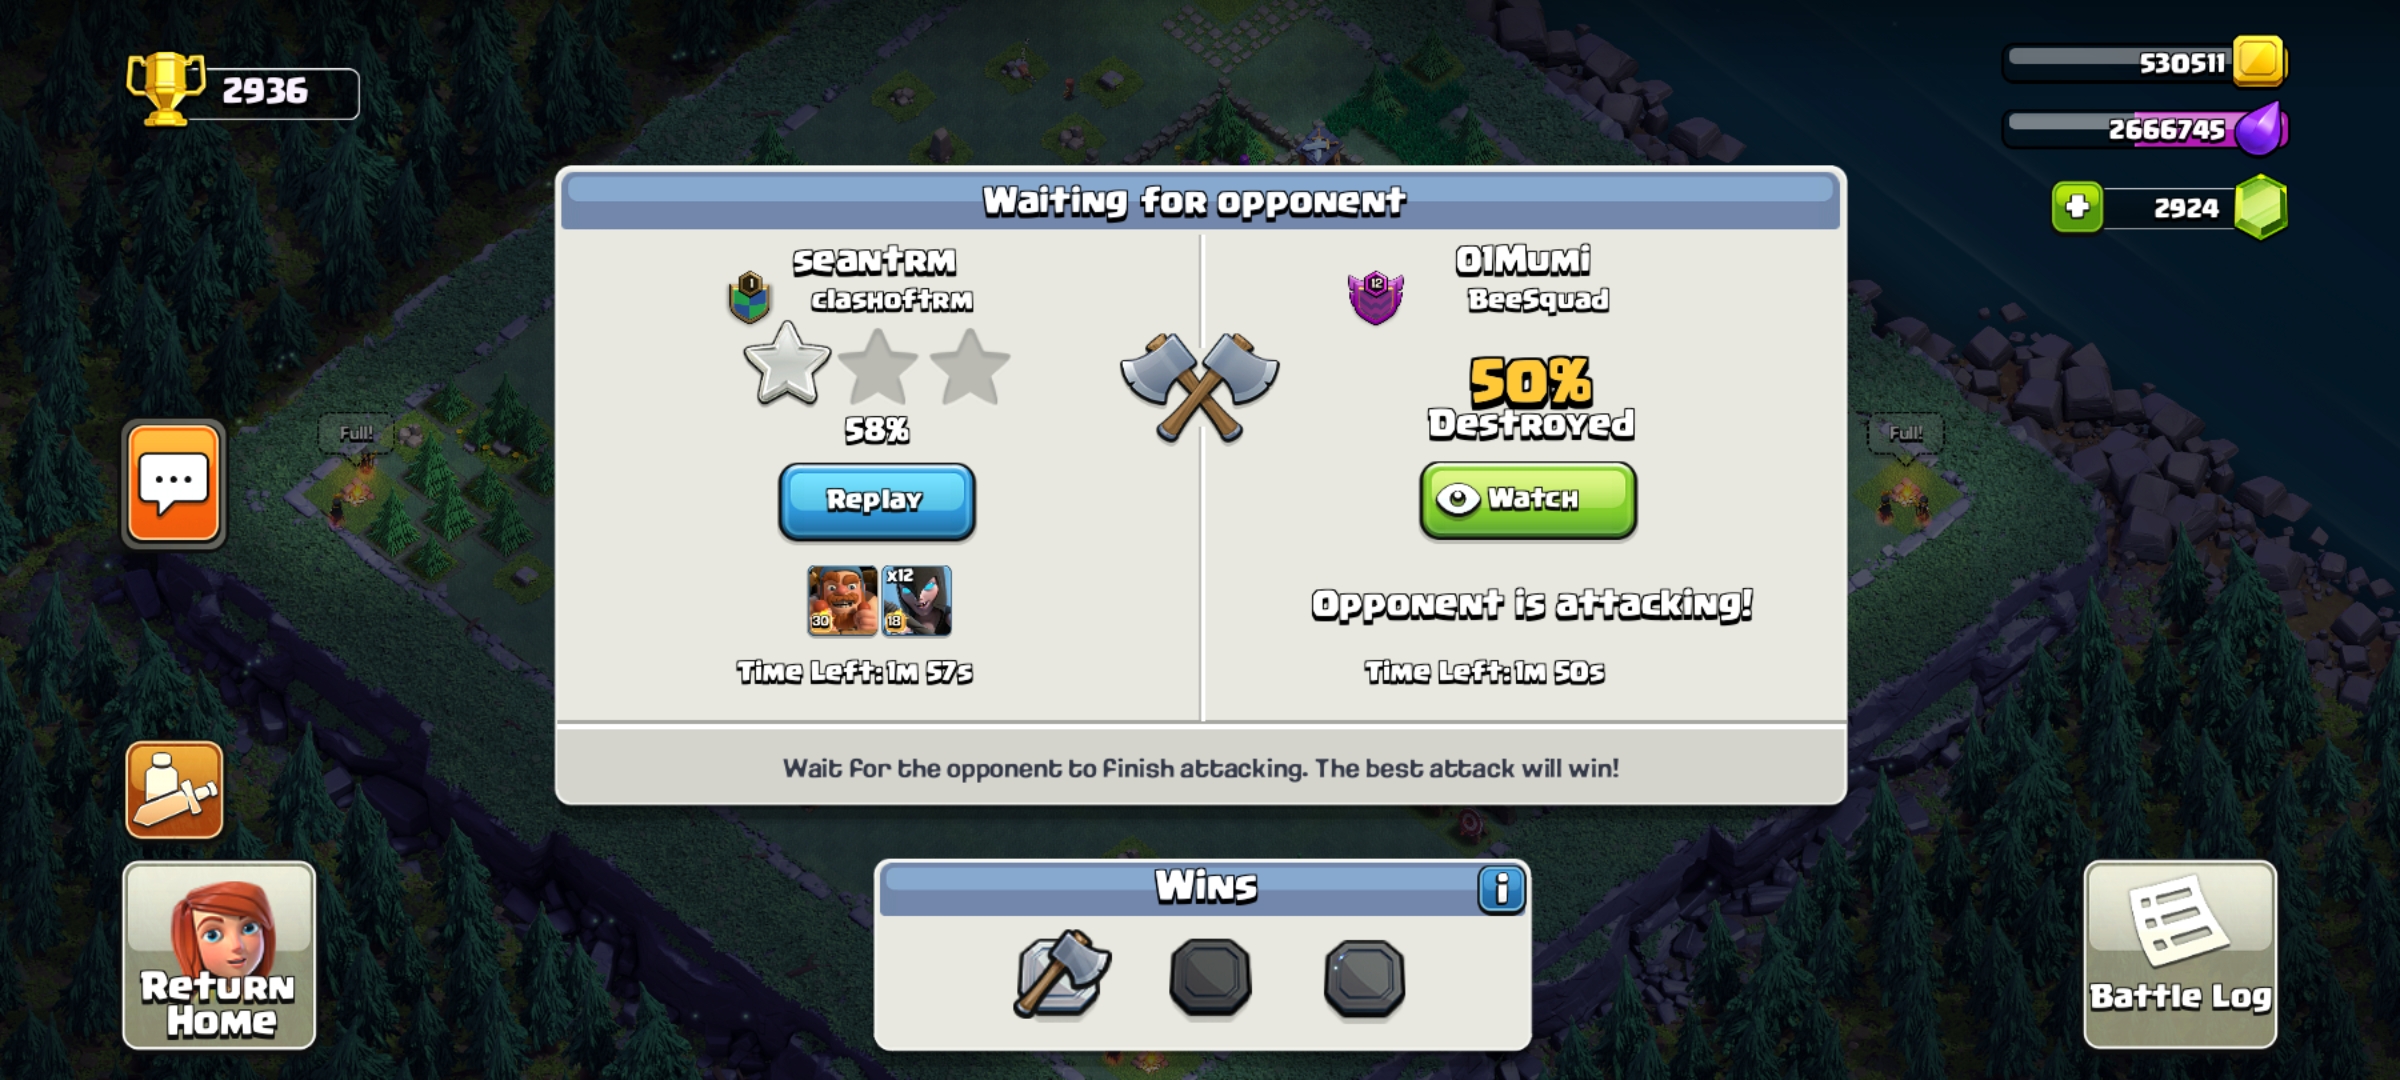 2936
530511
2666745
2924
Waiting for opponent
seantrm
1
clashoftrm
58%
Replay
30
x12
18
Time Left:1m 57s
01Mumi
12
BeeSquad
50%
Destroyed
Watch
Opponent is attacking!
Time Left:1m 50s
Wait for the opponent to finish attacking. The best attack will win!
Full!
Full!
Wins
i
Return
Home
Battle Log